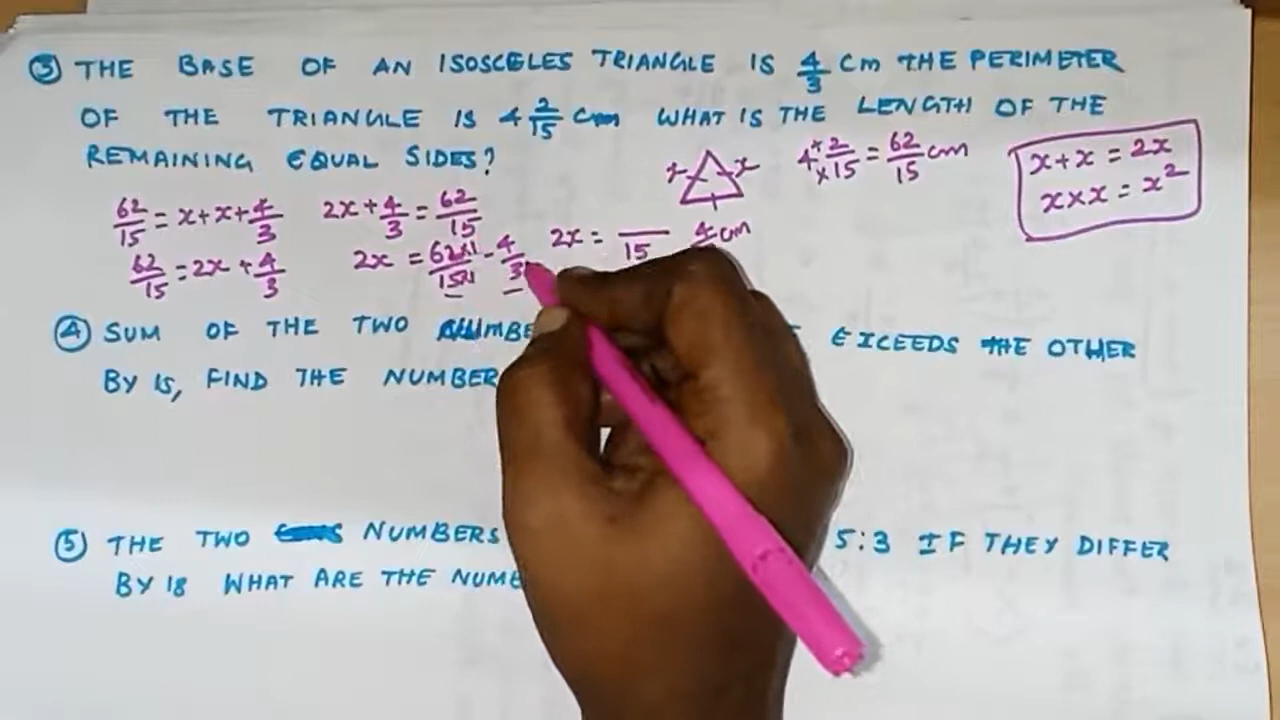 ③ THE BASE OF AN ISOSCELES TRIANGLE IS 4/3 cm THE PERIMETER
OF THE TRIANGLE IS 4 2/15 cm WHAT IS THE LENGTH OF THE
REMAINING EQUAL SIDES?
x x
4 cm
4 + 2 / × 15 = 62/15 cm
x + x = 2x
x × x = x²
62/15 = x + x + 4/3
62/15 = 2x + 4/3
2x + 4/3 = 62/15
2x = 62×1/15×1 - 4/3
2x = /15
④ SUM OF THE TWO EXCEEDS THE OTHER
BY 15, FIND THE NUMBER
⑤ THE TWO NUMBERS 5:3 IF THEY DIFFER
BY 18 WHAT ARE THE